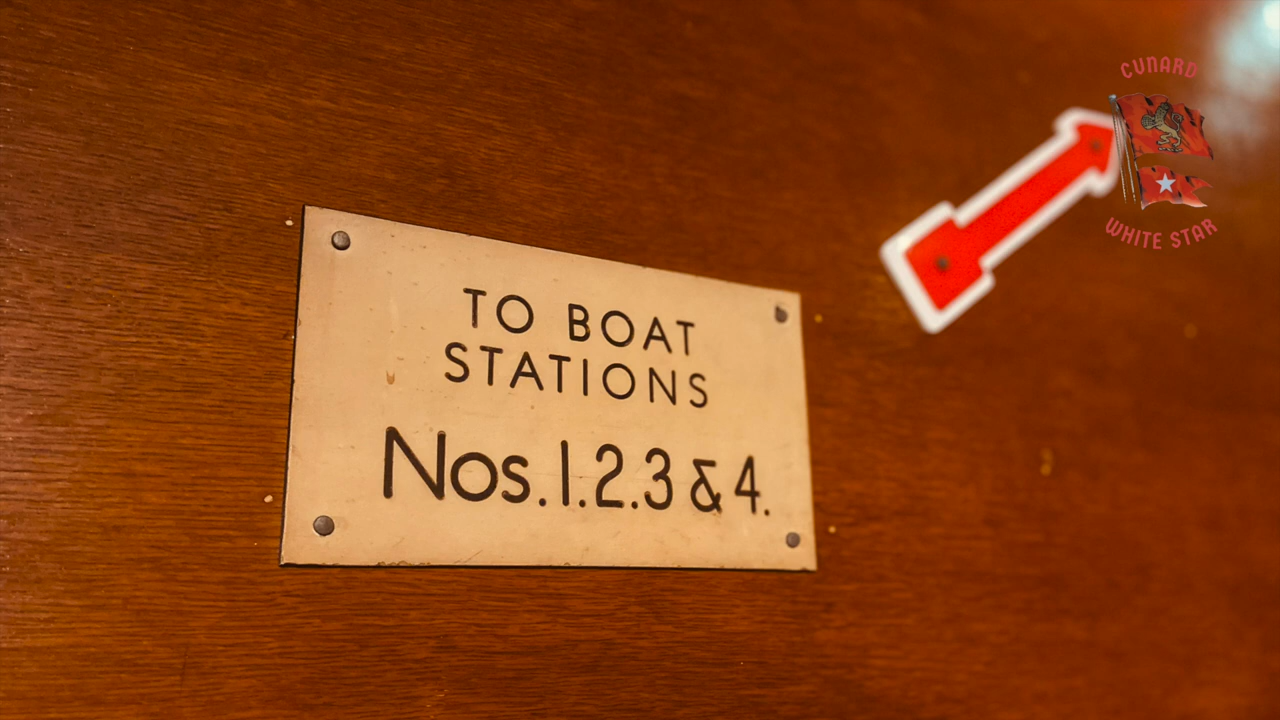 TO BOAT
STATIONS
Nos.1.2.3 & 4.
CUNARD
WHITE STAR